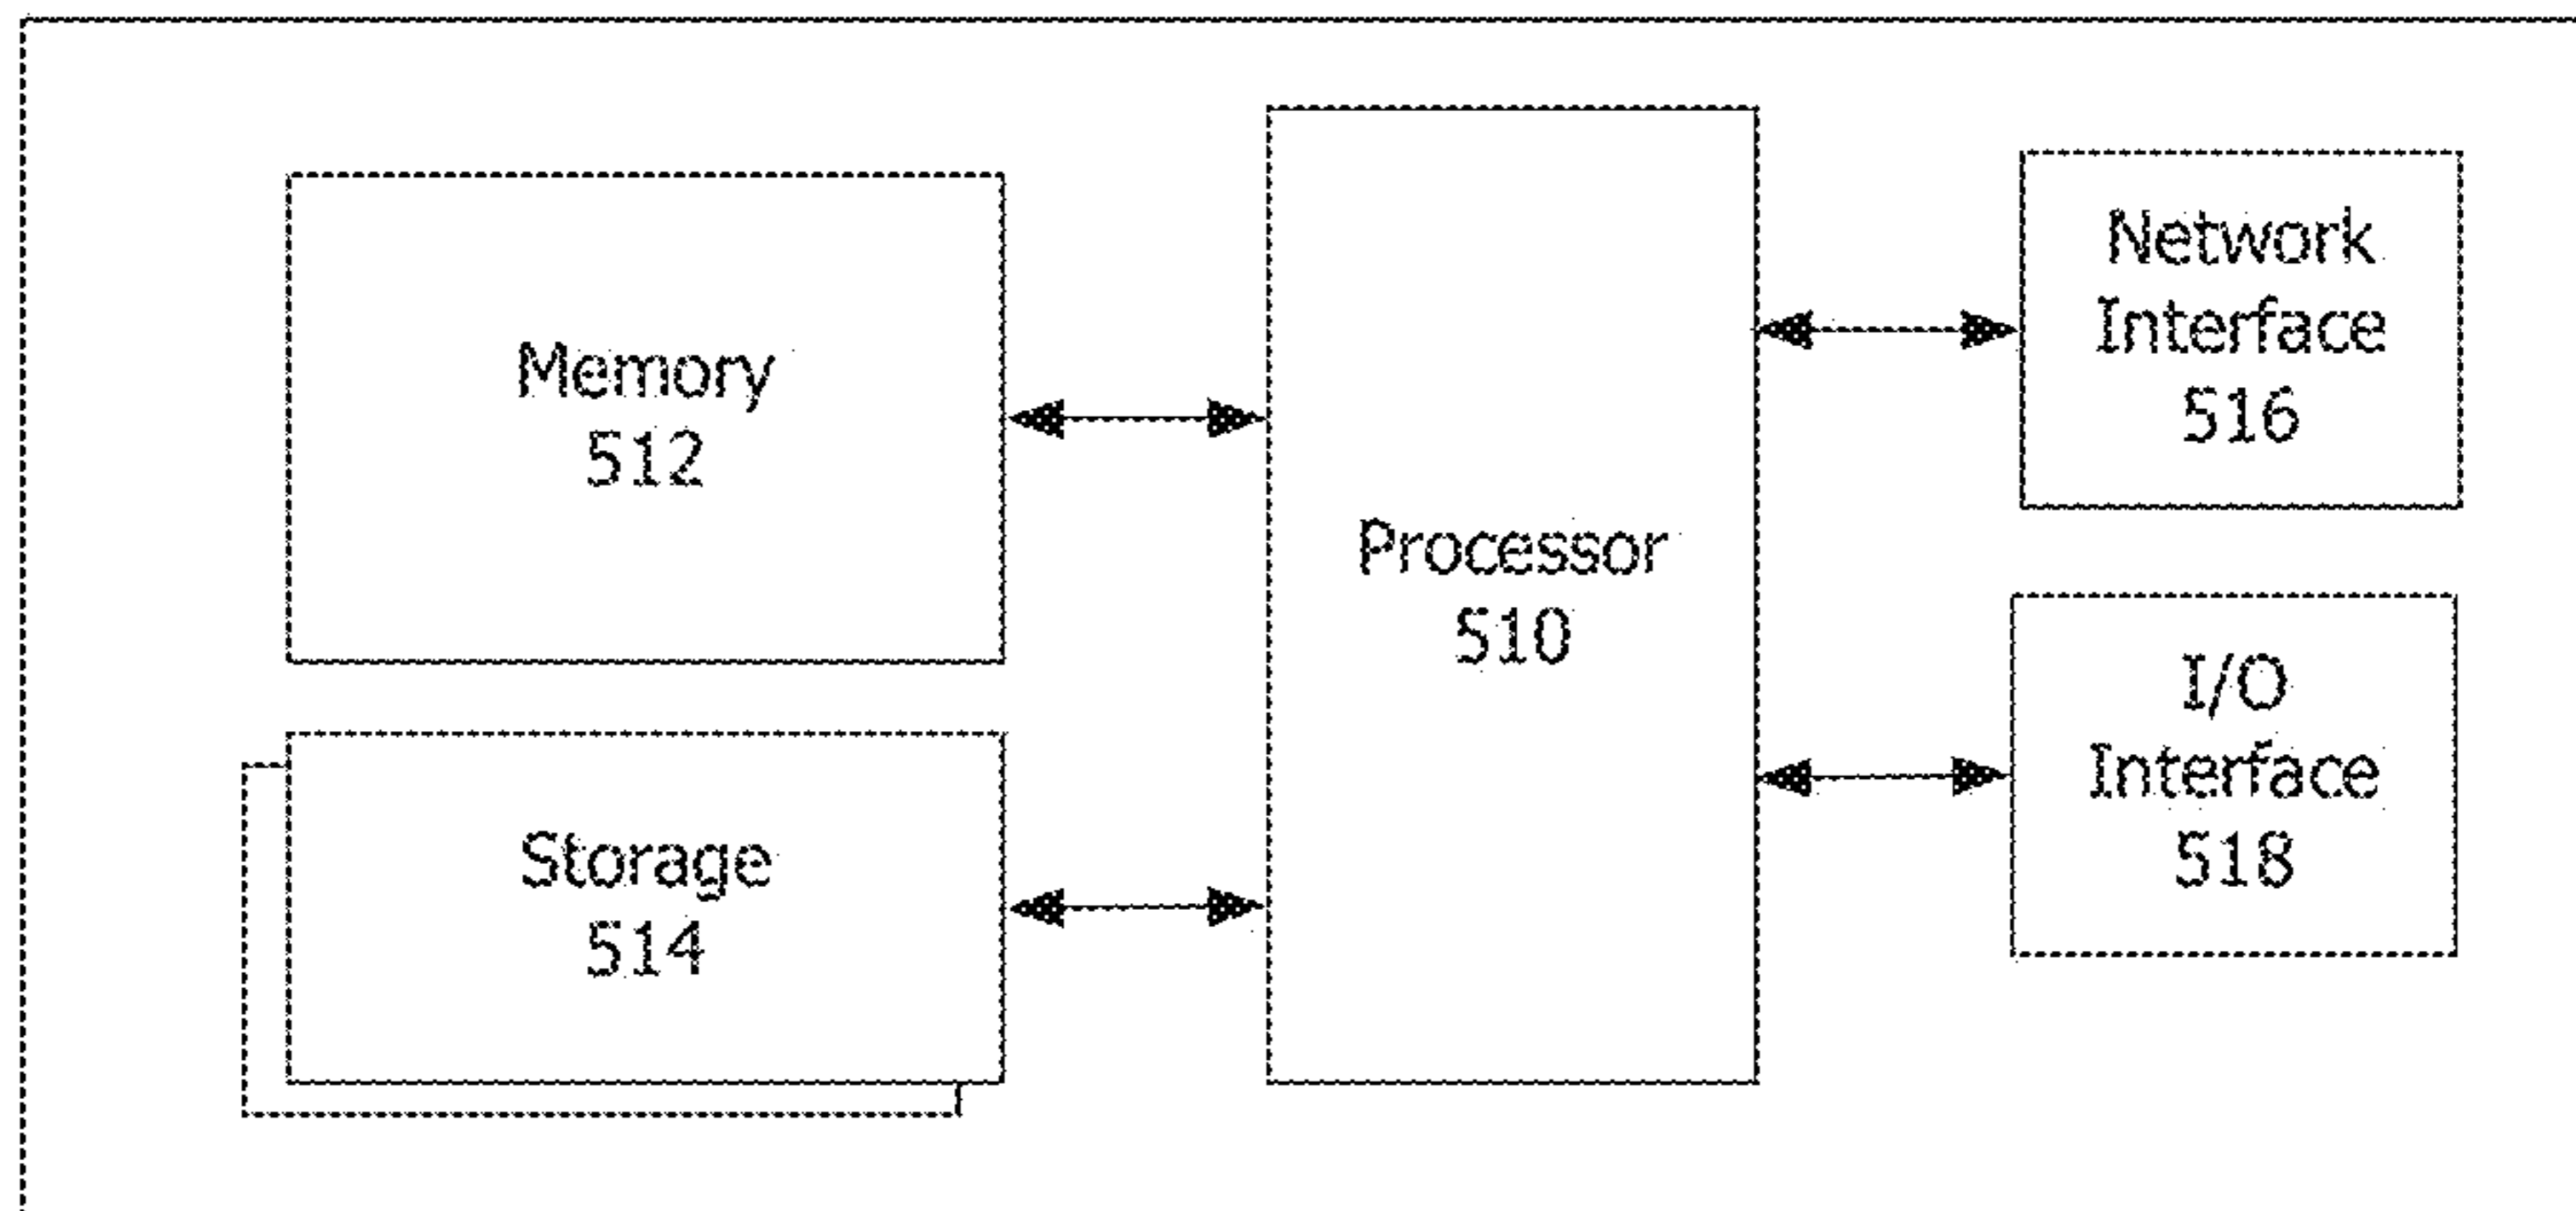 Memory
512
Storage
514
Processor
510
Network
Interface
516
I/O
Interface
518